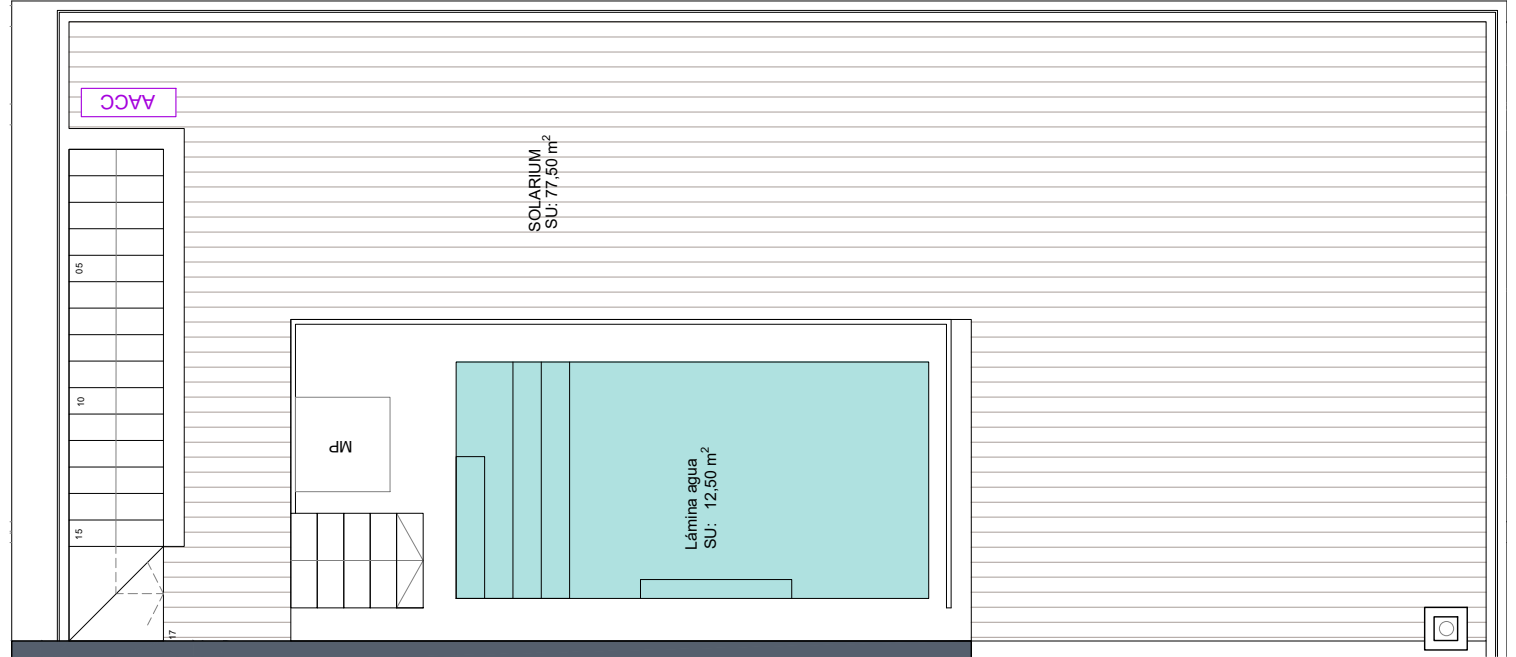 AACC
SOLARIUM
SU: 77,50 m²
05
10
15
17
MP
Lámina agua
SU: 12,50 m²